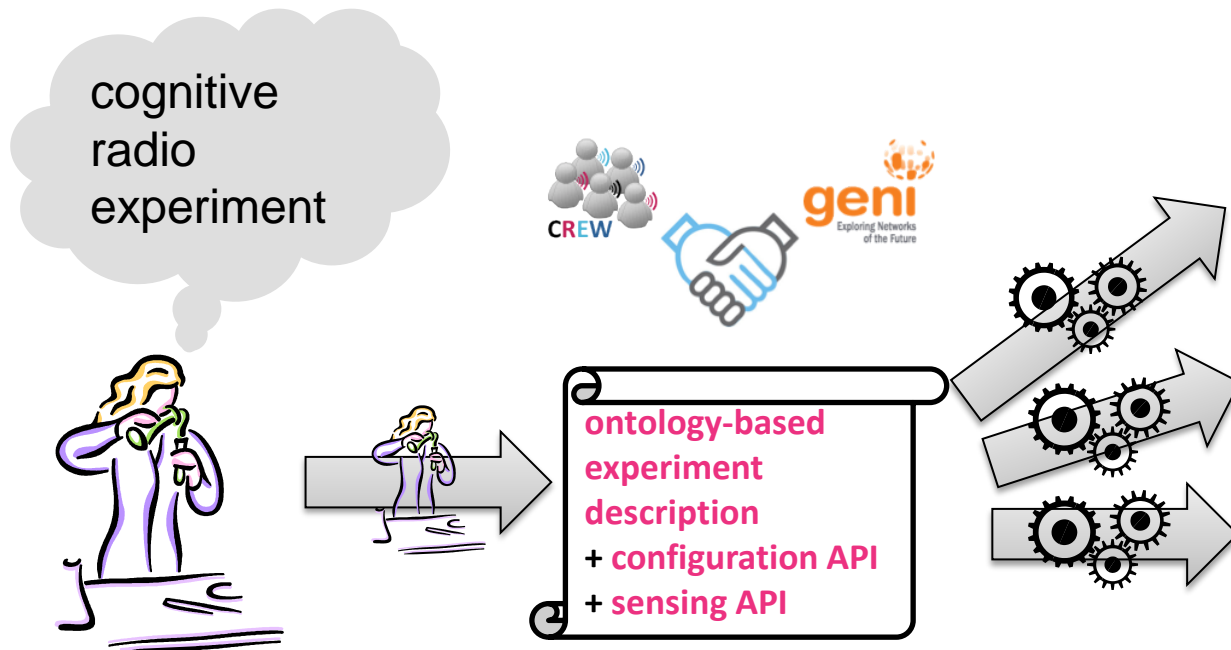 cognitive
radio
experiment
CREW
geni
Exploring Networks
of the Future
ontology-based
experiment
description
+ configuration API
+ sensing API